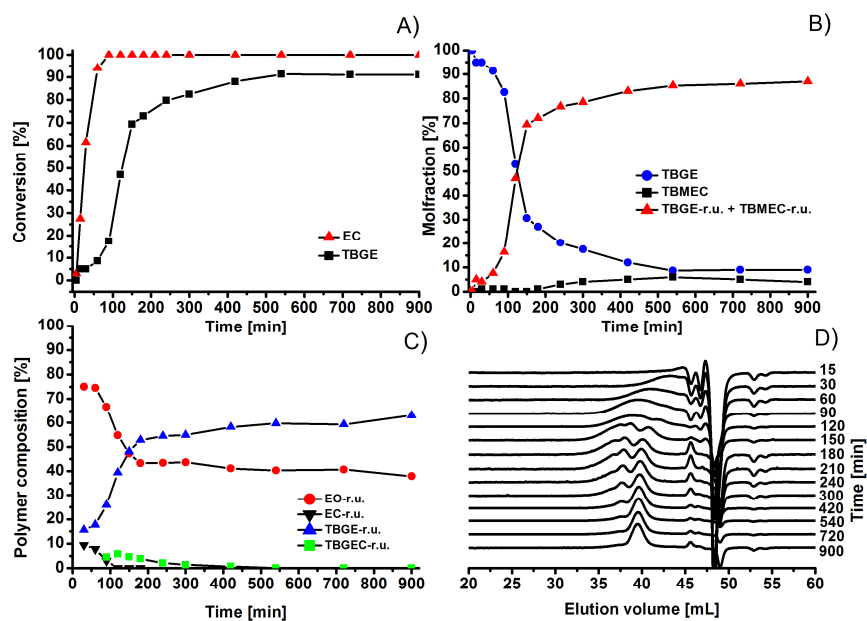 A)
100
90
80
70
60
50
40
30
20
10
0
Conversion [%]
EC
TBGE
0 100 200 300 400 500 600 700 800 900
Time [min]
B)
100
90
80
70
60
50
40
30
20
10
0
Molfraction [%]
TBGE
TBMEC
TBGE-r.u. + TBMEC-r.u.
0 100 200 300 400 500 600 700 800 900
Time [min]
C)
100
90
80
70
60
50
40
30
20
10
0
Polymer composition [%]
EO-r.u.
EC-r.u.
TBGE-r.u.
TBGEC-r.u.
0 100 200 300 400 500 600 700 800 900
Time [min]
D)
15
30
60
90
120
150
180
210
240
300
420
540
720
900
Time [min]
20 25 30 35 40 45 50 55 60
Elution volume [mL]